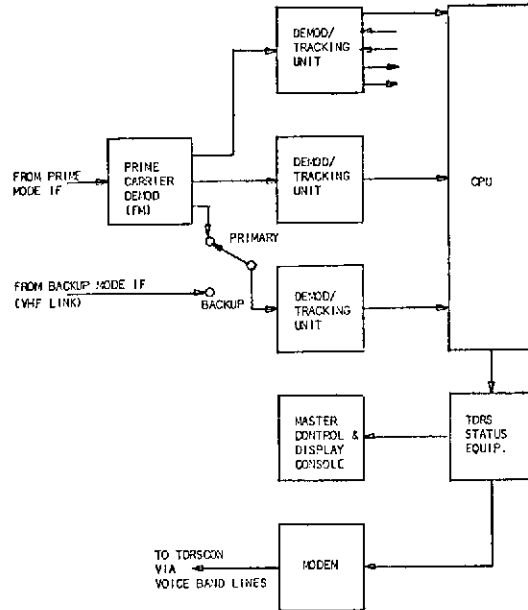 DEMOD/
TRACKING
UNIT
FROM PRIME
MODE IF
PRIME
CARRIER
DEMOD
(FM)
DEMOD/
TRACKING
UNIT
CPU
PRIMARY
FROM BACKUP MODE IF
(VHF LINK)
BACKUP
DEMOD/
TRACKING
UNIT
MASTER
CONTROL &
DISPLAY
CONSOLE
TDRS
STATUS
EQUIP.
TO TDRSCON
VIA
VOICE BAND LINES
MODEM